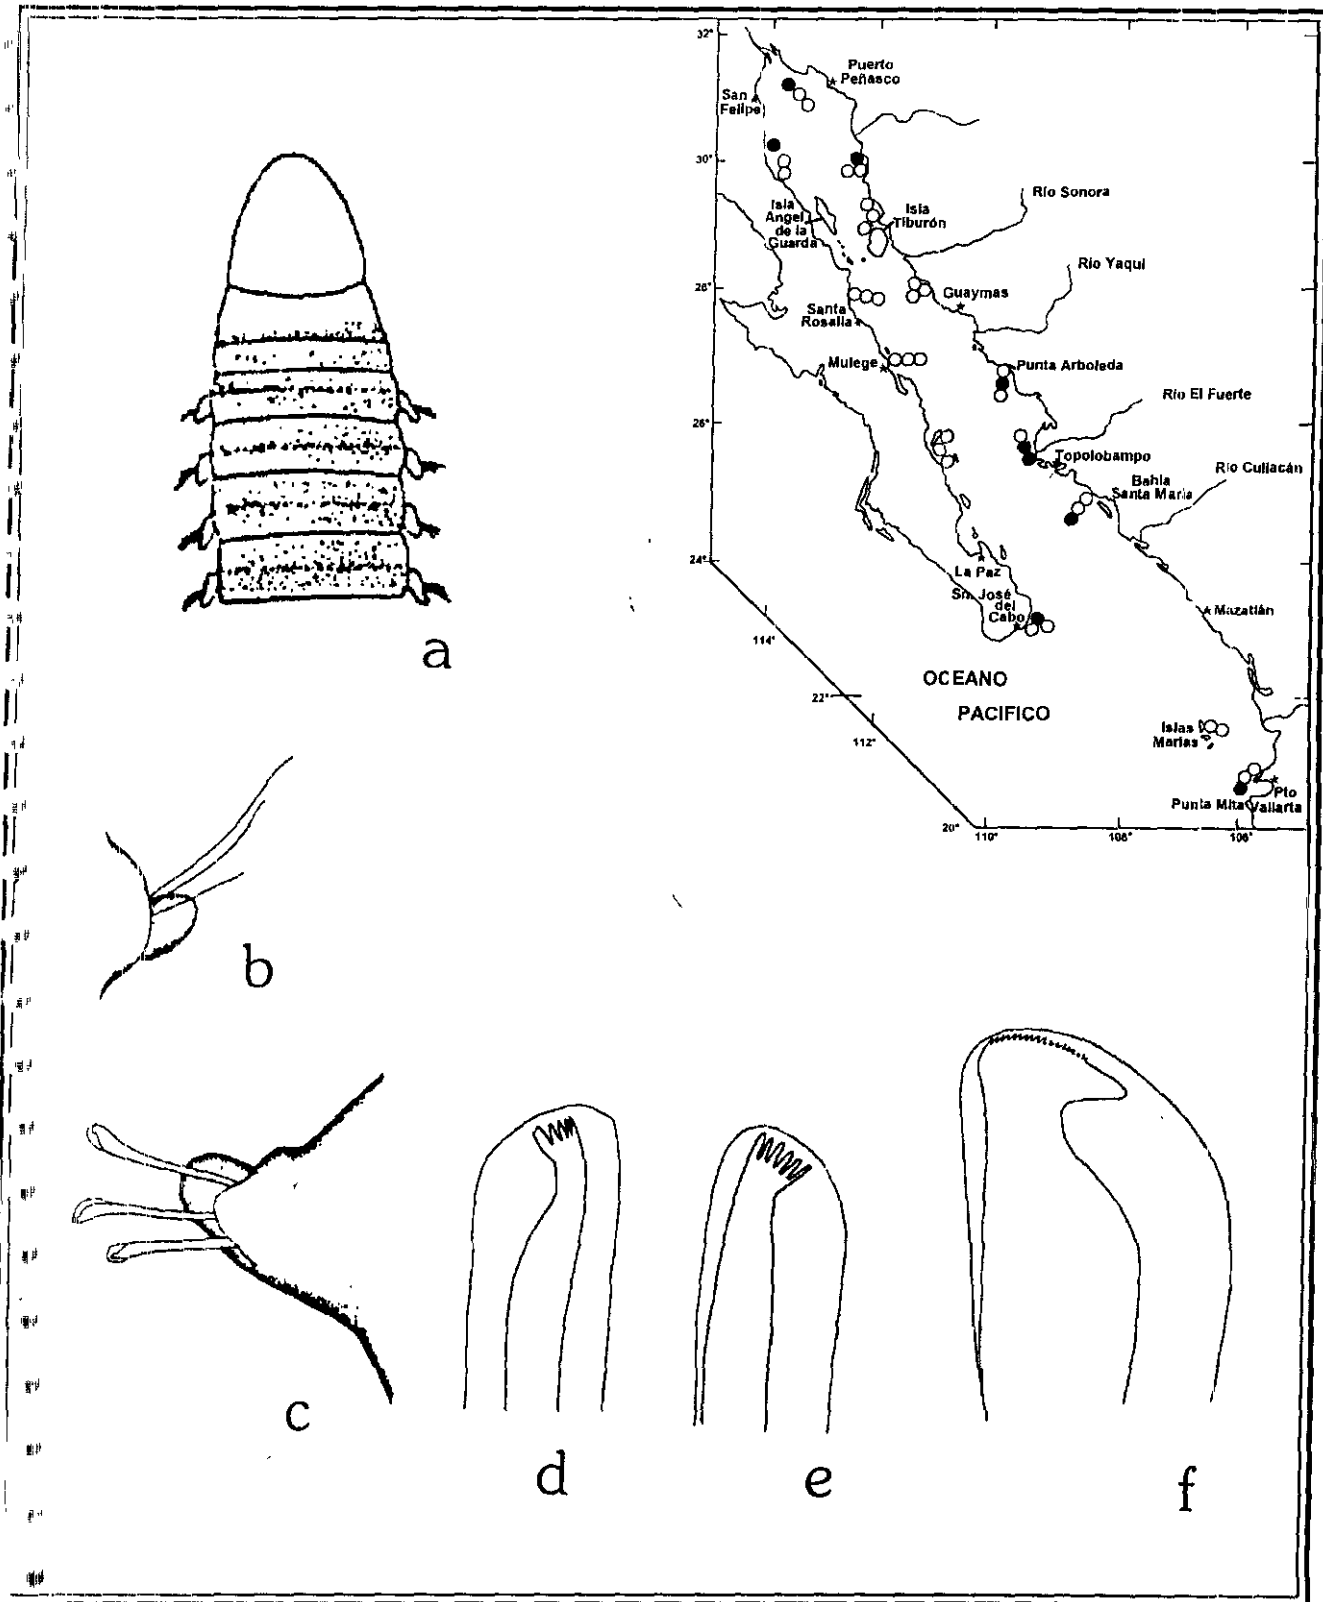 32°
Puerto
Peñasco
San
Felipe
30°
Isla
Angel
de la
Guarda
Isla
Tiburón
Río Sonora
Río Yaqui
28°
Guaymas
Santa
Rosalía
Mulege
Punta Arboleda
Río El Fuerte
26°
Topolobampo
Río Culiacán
Bahía
Santa María
24°
La Paz
Sn. José
del
Cabo
Mazatlán
114°
OCEANO
PACIFICO
22°
112°
Islas
Marías
Pto
Punta Mita Vallarta
20°
110°
108°
106°
a
b
c
d
e
f